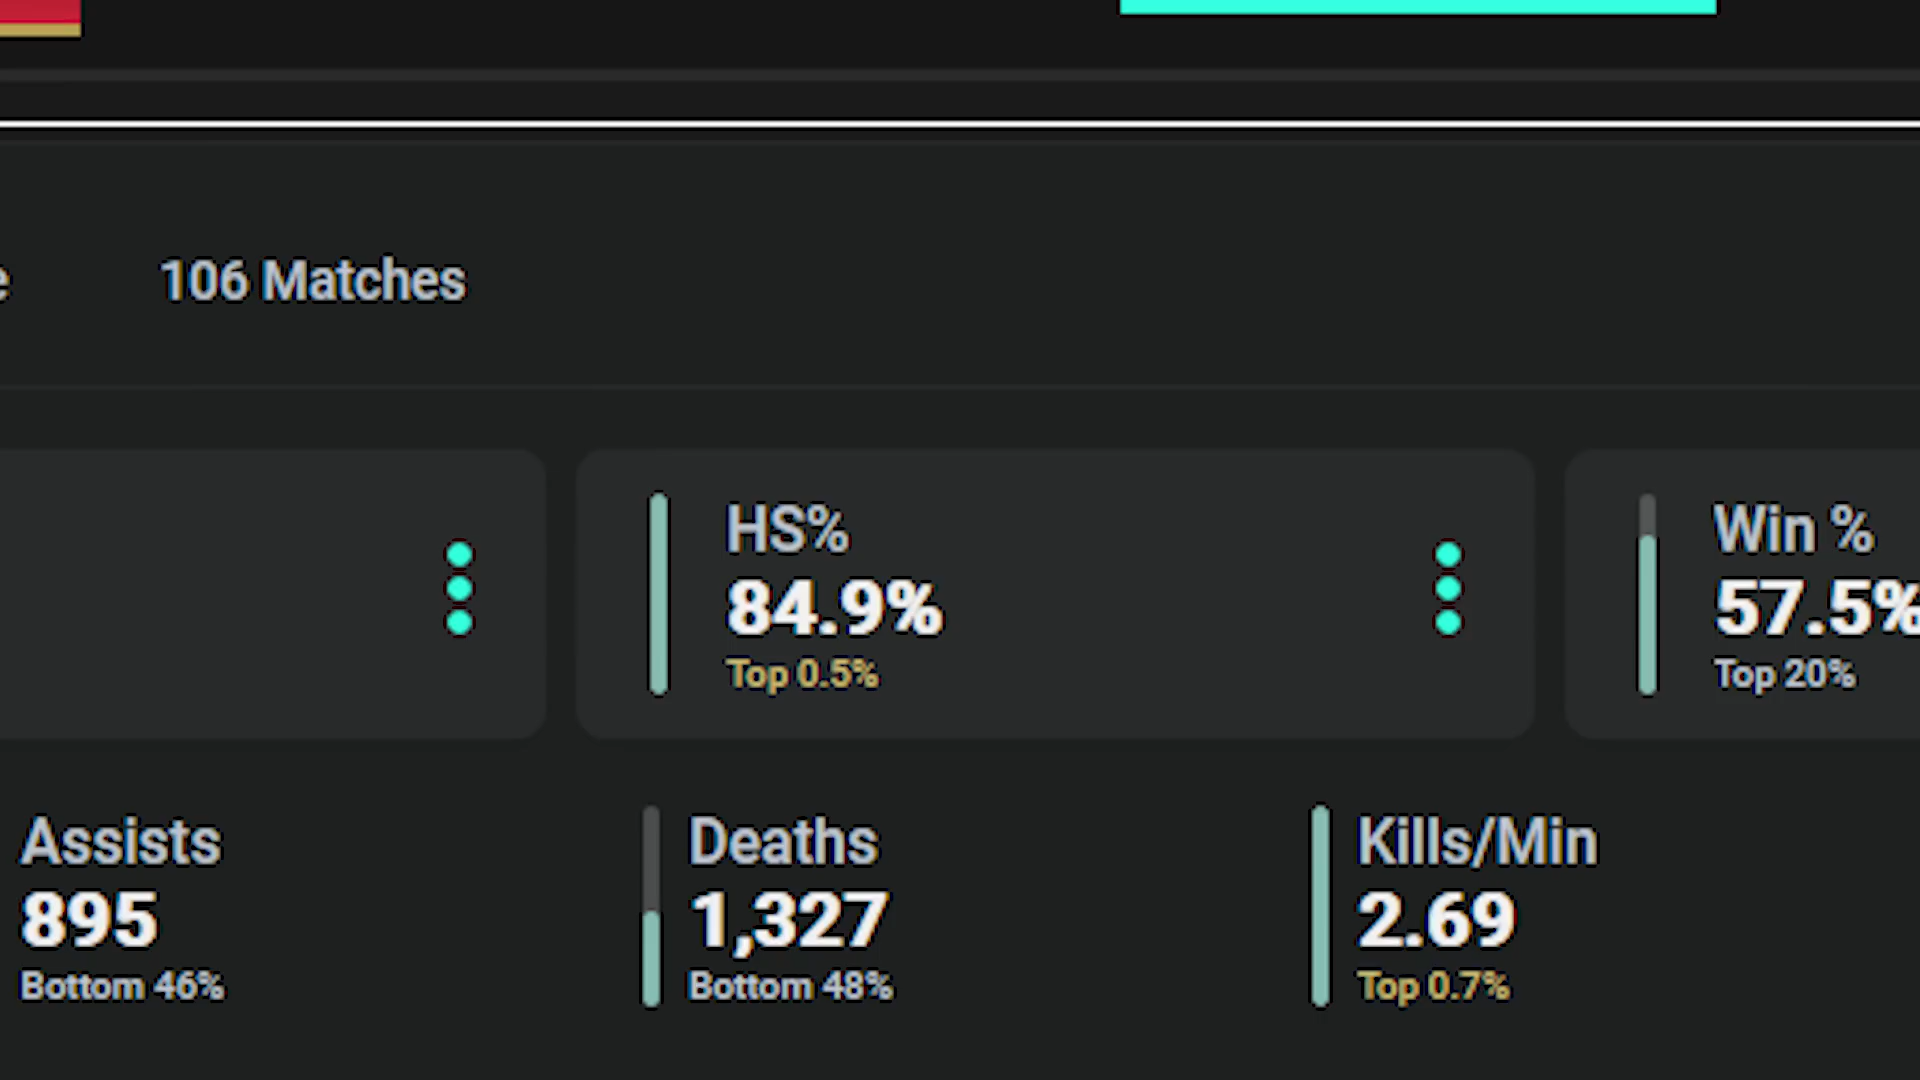 106 Matches
HS%
84.9%
Top 0.5%
Win %
57.5%
Top 20%
Assists
895
Bottom 46%
Deaths
1,327
Bottom 48%
Kills/Min
2.69
Top 0.7%